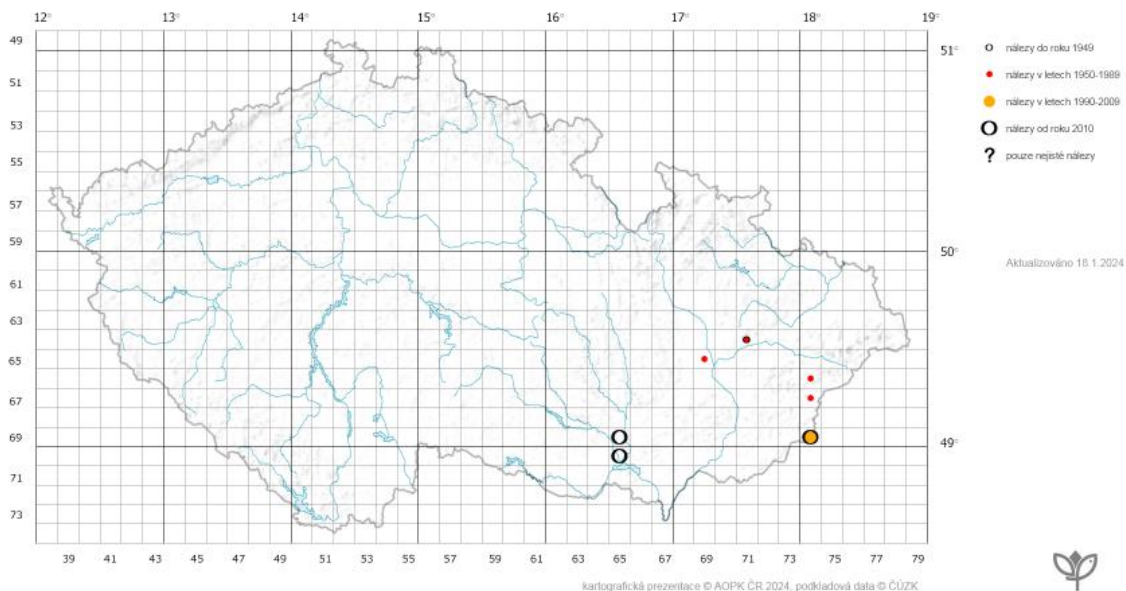 12° 13° 14° 15° 16° 17° 18° 19°
49
51
53
55
57
59
61
63
65
67
69
71
73
51°
50°
49°
39 41 43 45 47 49 51 53 55 57 59 61 63 65 67 69 71 73 77 79
nálezy do roku 1949
nálezy v letech 1950-1989
nálezy v letech 1990-2009
nálezy od roku 2010
? pouze nejisté nálezy
Aktualizováno 18.1.2024
kartografická prezentace © AOPK ČR 2024, podkladová data © ČÚZK